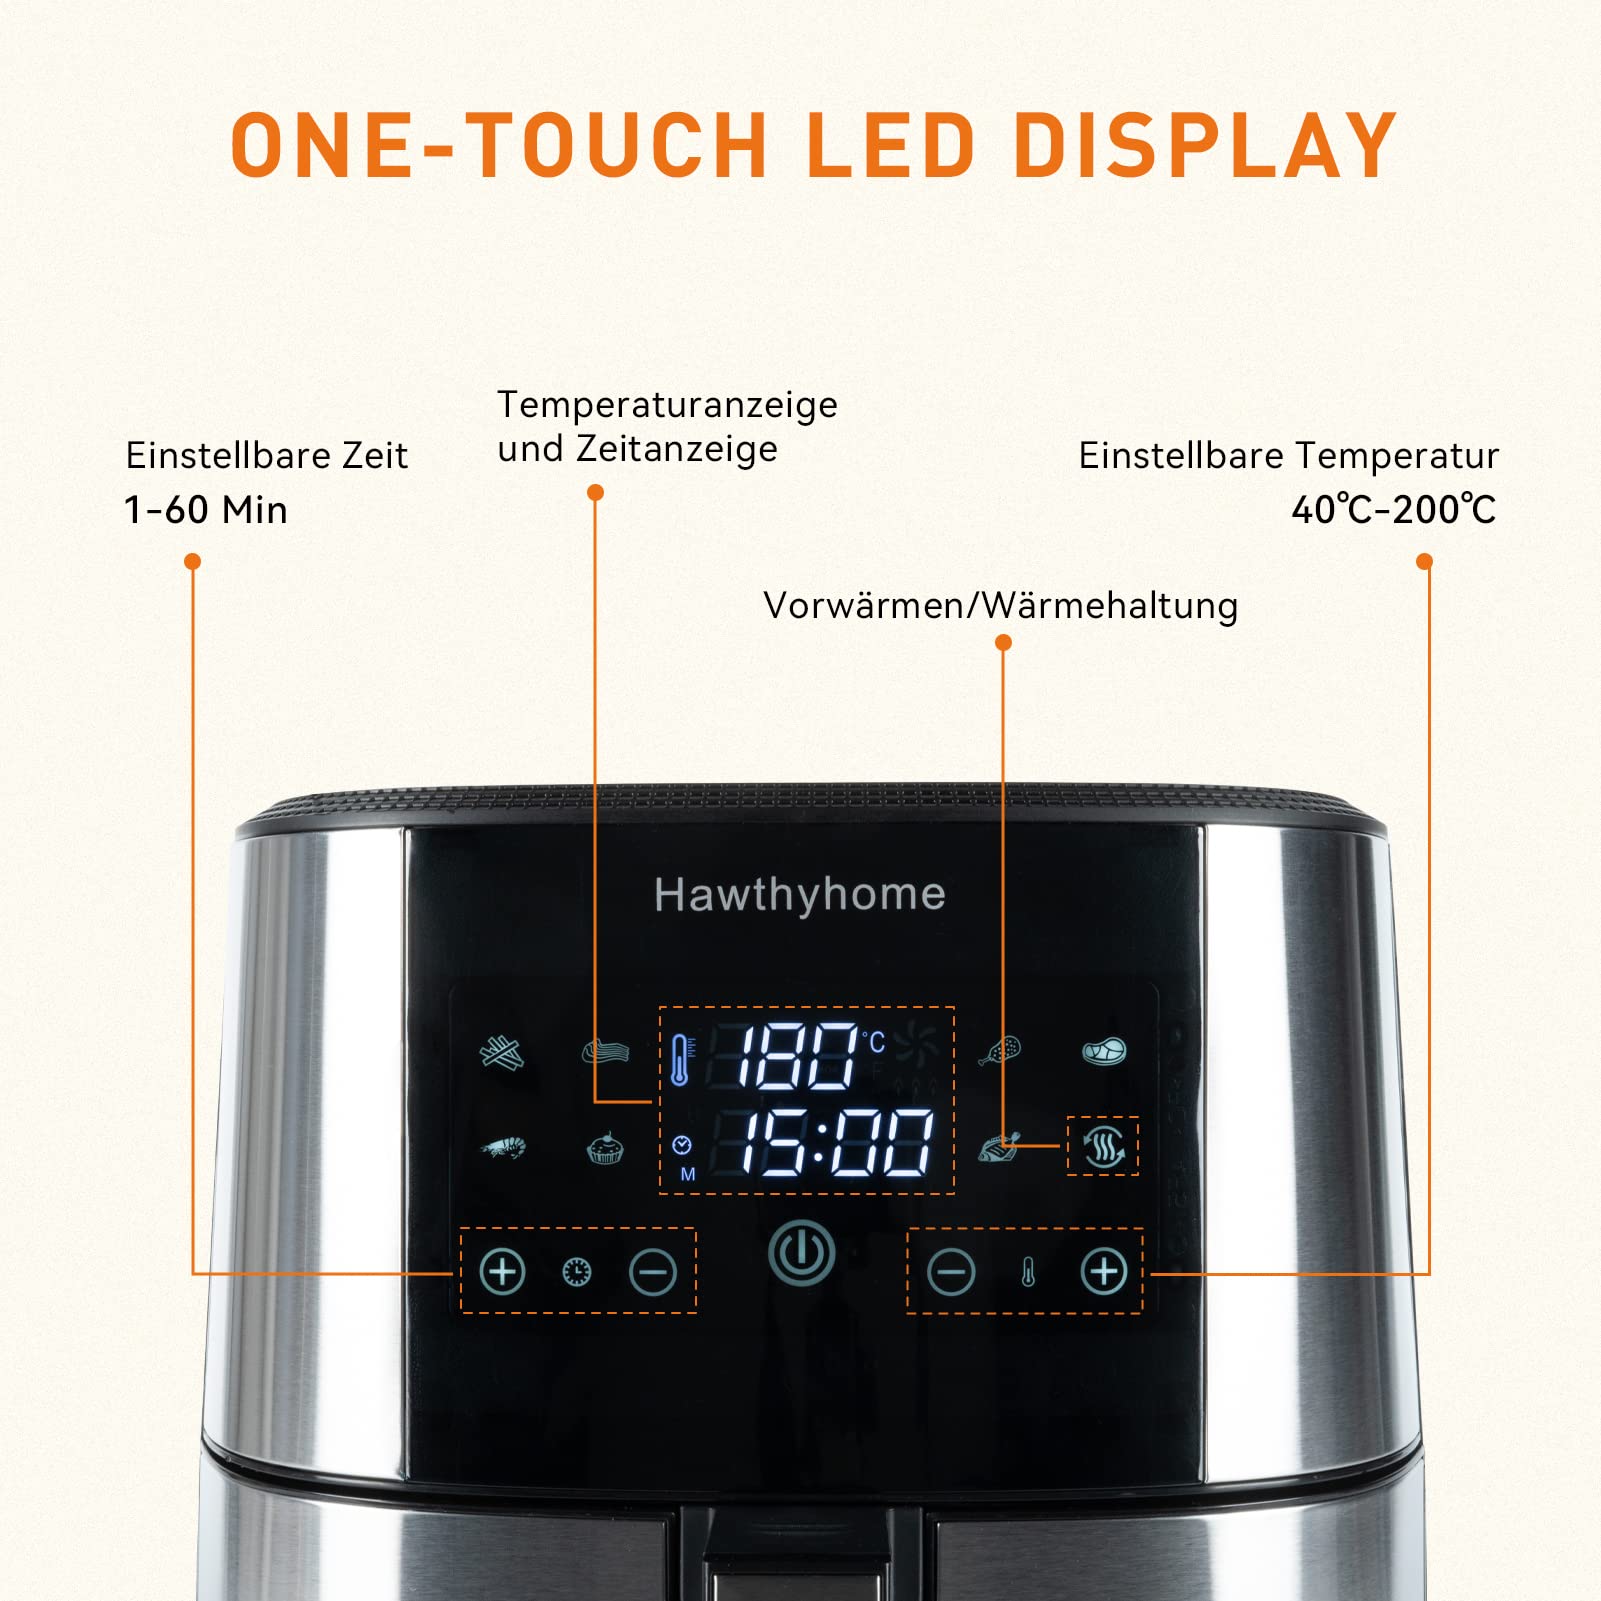 ONE-TOUCH LED DISPLAY
Temperaturanzeige
und Zeitanzeige
Einstellbare Zeit
1-60 Min
Einstellbare Temperatur
40°C-200°C
Vorwärmen/Wärmehaltung
Hawthyhome
180°C
15:00
M